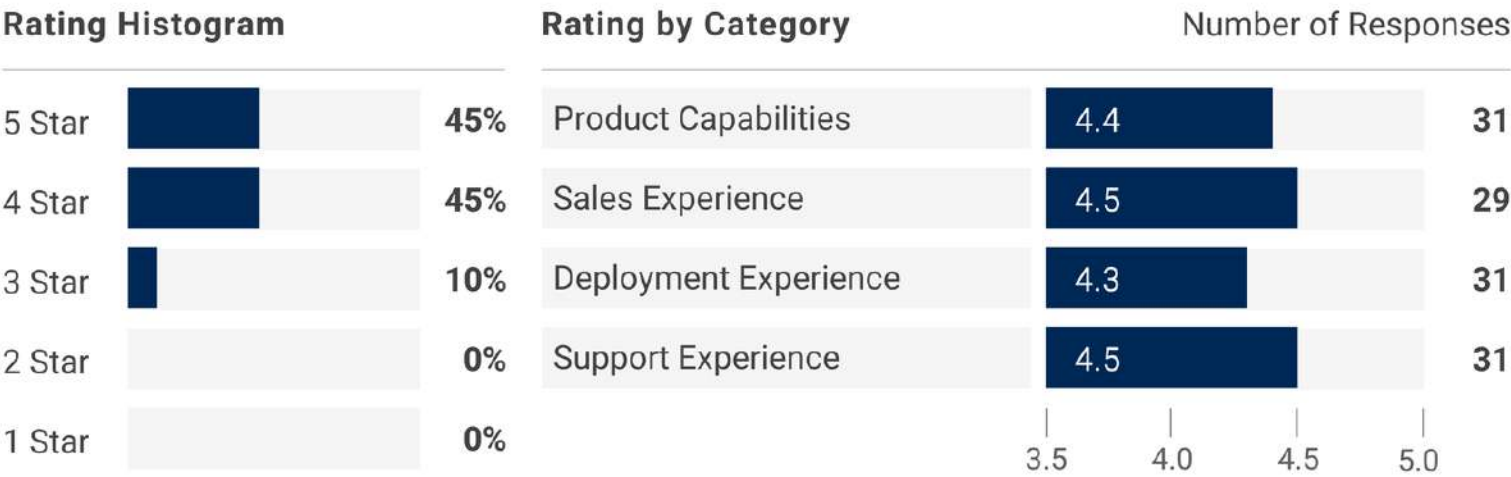 Rating Histogram
5 Star 45%
4 Star 45%
3 Star 10%
2 Star 0%
1 Star 0%
Rating by Category Number of Responses
Product Capabilities 4.4 31
Sales Experience 4.5 29
Deployment Experience 4.3 31
Support Experience 4.5 31
3.5 4.0 4.5 5.0